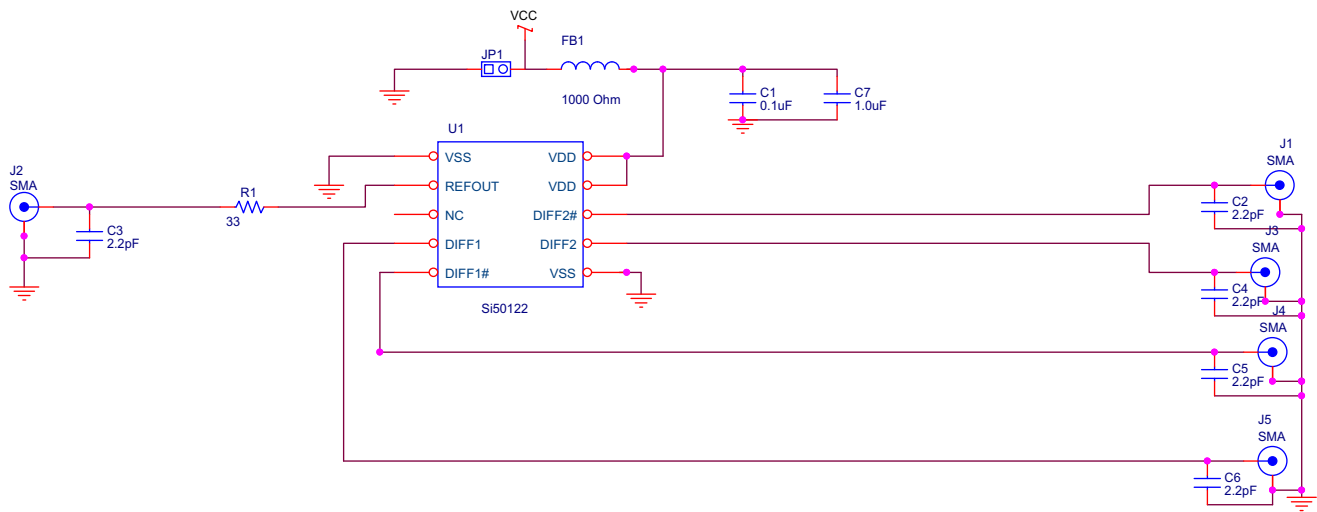 VCC
JP1
FB1
1000 Ohm
C1
0.1uF
C7
1.0uF
U1
VSS
REFOUT
NC
DIFF1
DIFF1#
VDD
VDD
DIFF2#
DIFF2
VSS
Si50122
J2
SMA
C3
2.2pF
R1
33
J1
SMA
C2
2.2pF
J3
SMA
C4
2.2pF
J4
SMA
C5
2.2pF
J5
SMA
C6
2.2pF